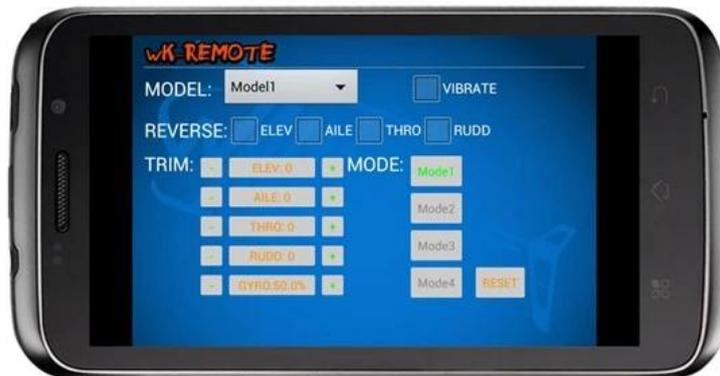 wK-REMOTE
MODEL: Model1 VIBRATE
REVERSE: ELEV AILE THRO RUDD
TRIM: - ELEV: 0 + MODE: Mode1
- AILE: 0 + Mode2
- THRO: 0 +
- RUDD: 0 + Mode3
- GYRO:50.0% + Mode4 RESET